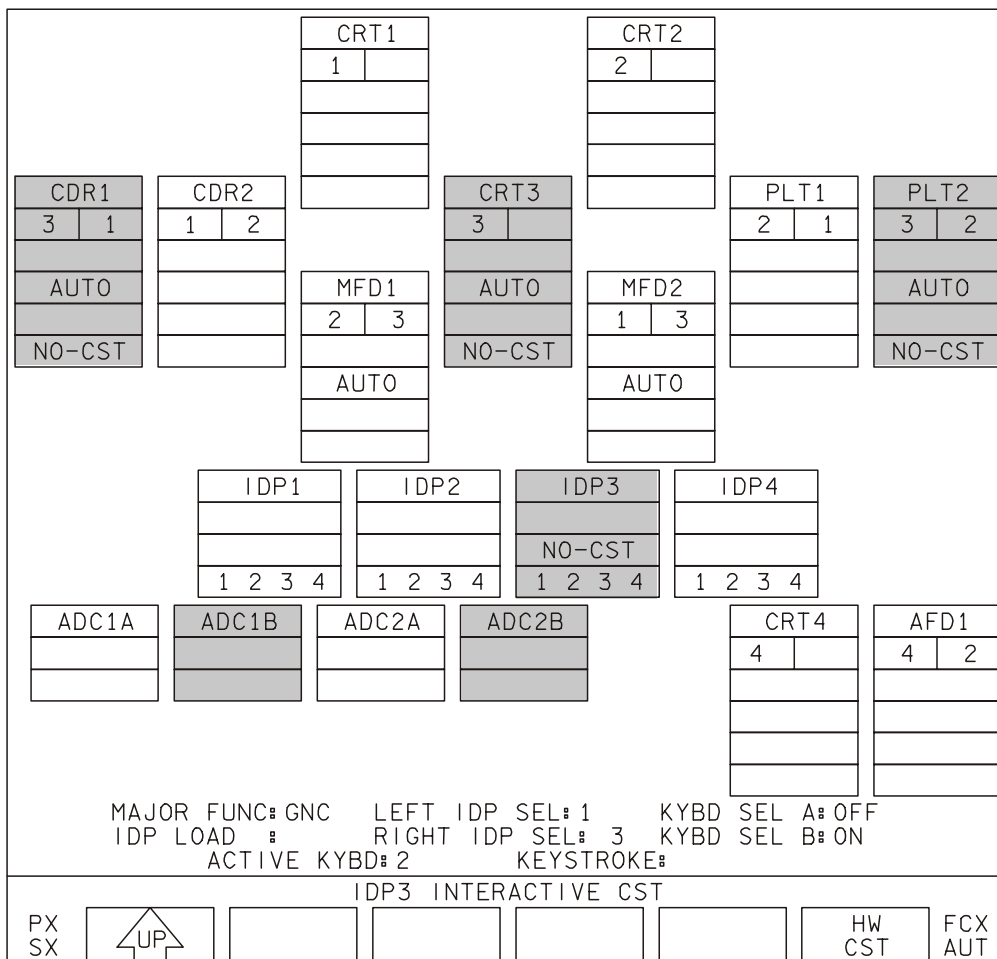 CRT1 CRT2
1 2
CDR1 CDR2 CRT3 PLT1 PLT2
3 1 1 2 3 2 1 3 2
AUTO MFD1 AUTO MFD2 AUTO
2 3 1 3
NO-CST NO-CST NO-CST
AUTO AUTO
IDP1 IDP2 IDP3 IDP4
NO-CST
1 2 3 4 1 2 3 4 1 2 3 4 1 2 3 4
ADC1A ADC1B ADC2A ADC2B CRT4 AFD1
4 4 2
MAJOR FUNC: GNC LEFT IDP SEL: 1 KYBD SEL A: OFF
IDP LOAD : RIGHT IDP SEL: 3 KYBD SEL B: ON
ACTIVE KYBD: 2 KEYSTROKE:
IDP3 INTERACTIVE CST
PX HW FCX
SX UP CST AUT